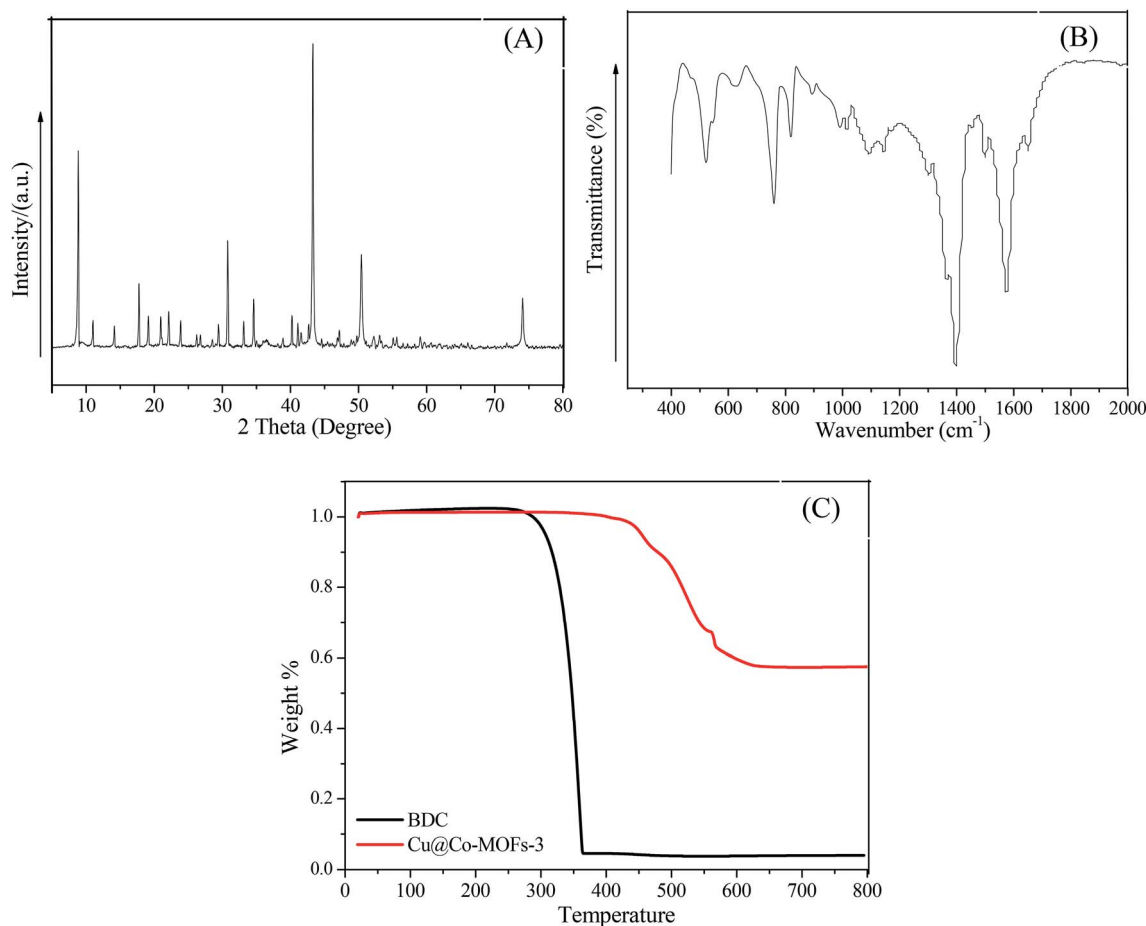 (A)
Intensity/(a.u.)
10 20 30 40 50 60 70 80
2 Theta (Degree)
(B)
Transmittance (%)
400 600 800 1000 1200 1400 1600 1800 2000
Wavenumber (cm⁻¹)
(C)
Weight %
1.0
0.8
0.6
0.4
0.2
0.0
BDC
Cu@Co-MOFs-3
0 100 200 300 400 500 600 700 800
Temperature